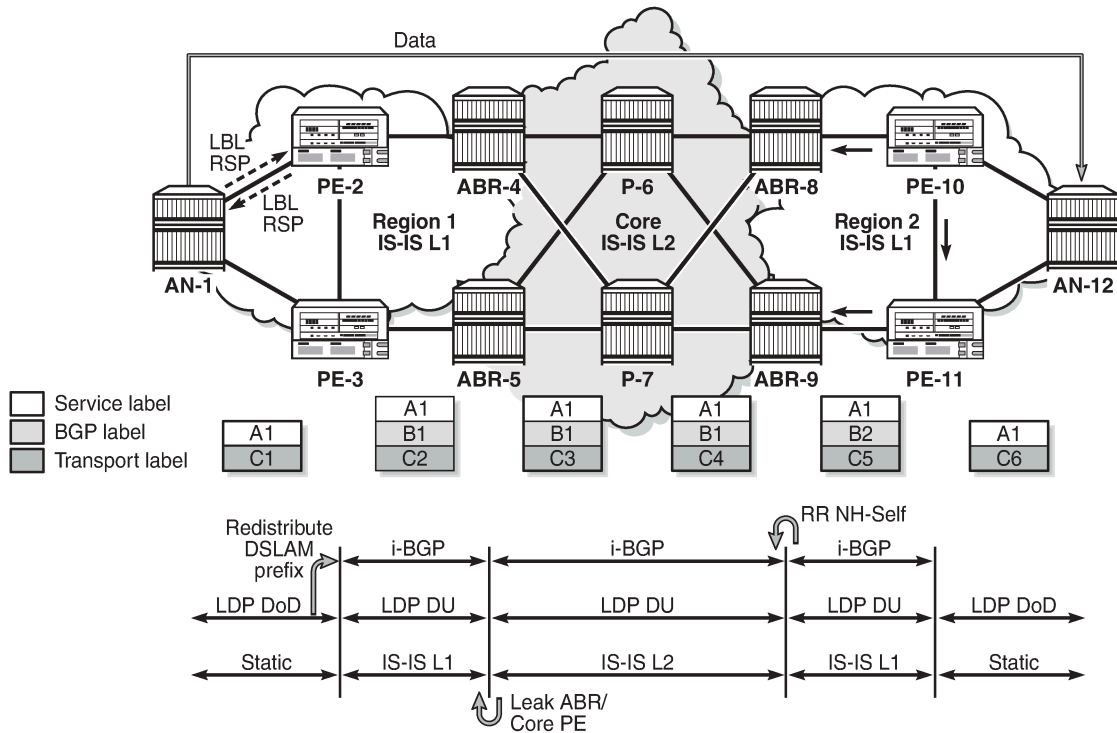 Data
LBL
RSP
LBL
RSP
PE-2
ABR-4
P-6
ABR-8
PE-10
Region 1
IS-IS L1
Core
IS-IS L2
Region 2
IS-IS L1
AN-1
AN-12
PE-3
ABR-5
P-7
ABR-9
PE-11
Service label
BGP label
Transport label
A1
C1
A1
B1
C2
A1
B1
C3
A1
B1
C4
A1
B2
C5
A1
C6
Redistribute
DSLAM
prefix
RR NH-Self
i-BGP
i-BGP
i-BGP
LDP DoD
LDP DU
LDP DU
LDP DU
LDP DoD
Static
IS-IS L1
IS-IS L2
IS-IS L1
Static
Leak ABR/
Core PE